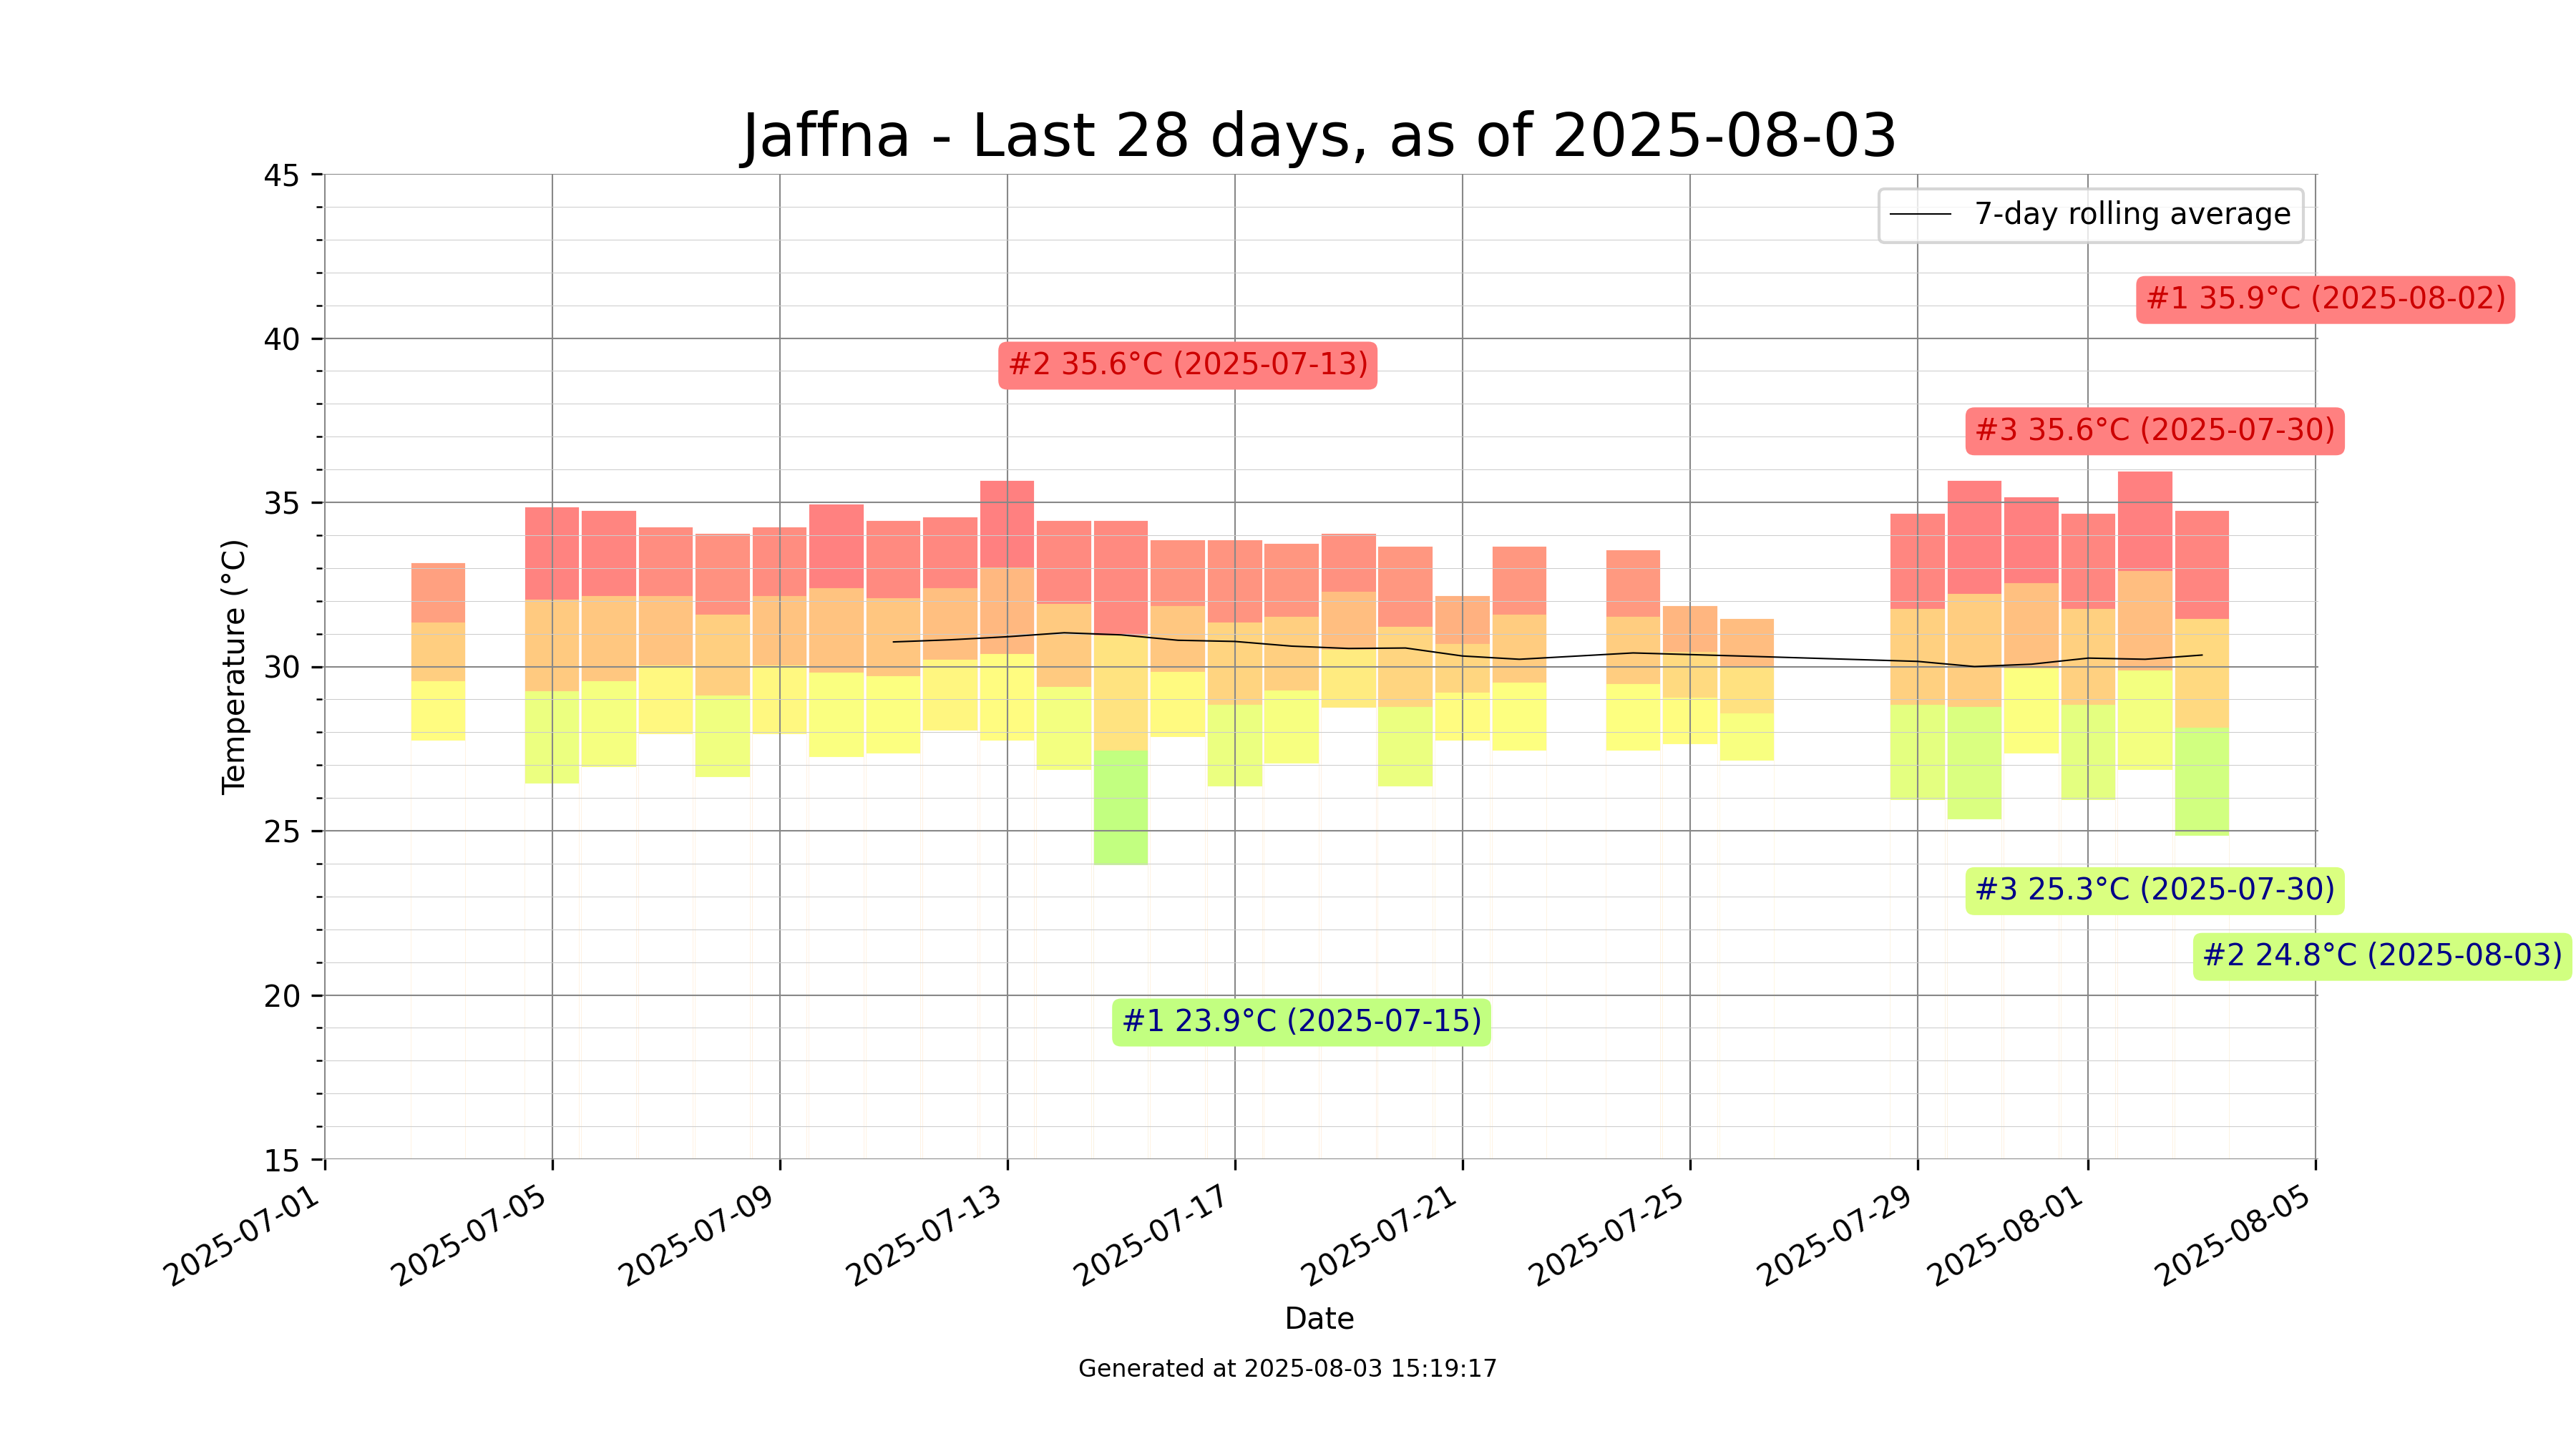 Jaffna - Last 28 days, as of 2025-08-03
45
40
35
30
25
20
15
Temperature (°C)
7-day rolling average
#1 35.9°C (2025-08-02)
#2 35.6°C (2025-07-13)
#3 35.6°C (2025-07-30)
#3 25.3°C (2025-07-30)
#2 24.8°C (2025-08-03)
#1 23.9°C (2025-07-15)
2025-07-01
2025-07-05
2025-07-09
2025-07-13
2025-07-17
2025-07-21
2025-07-25
2025-07-29
2025-08-01
2025-08-05
Date
Generated at 2025-08-03 15:19:17